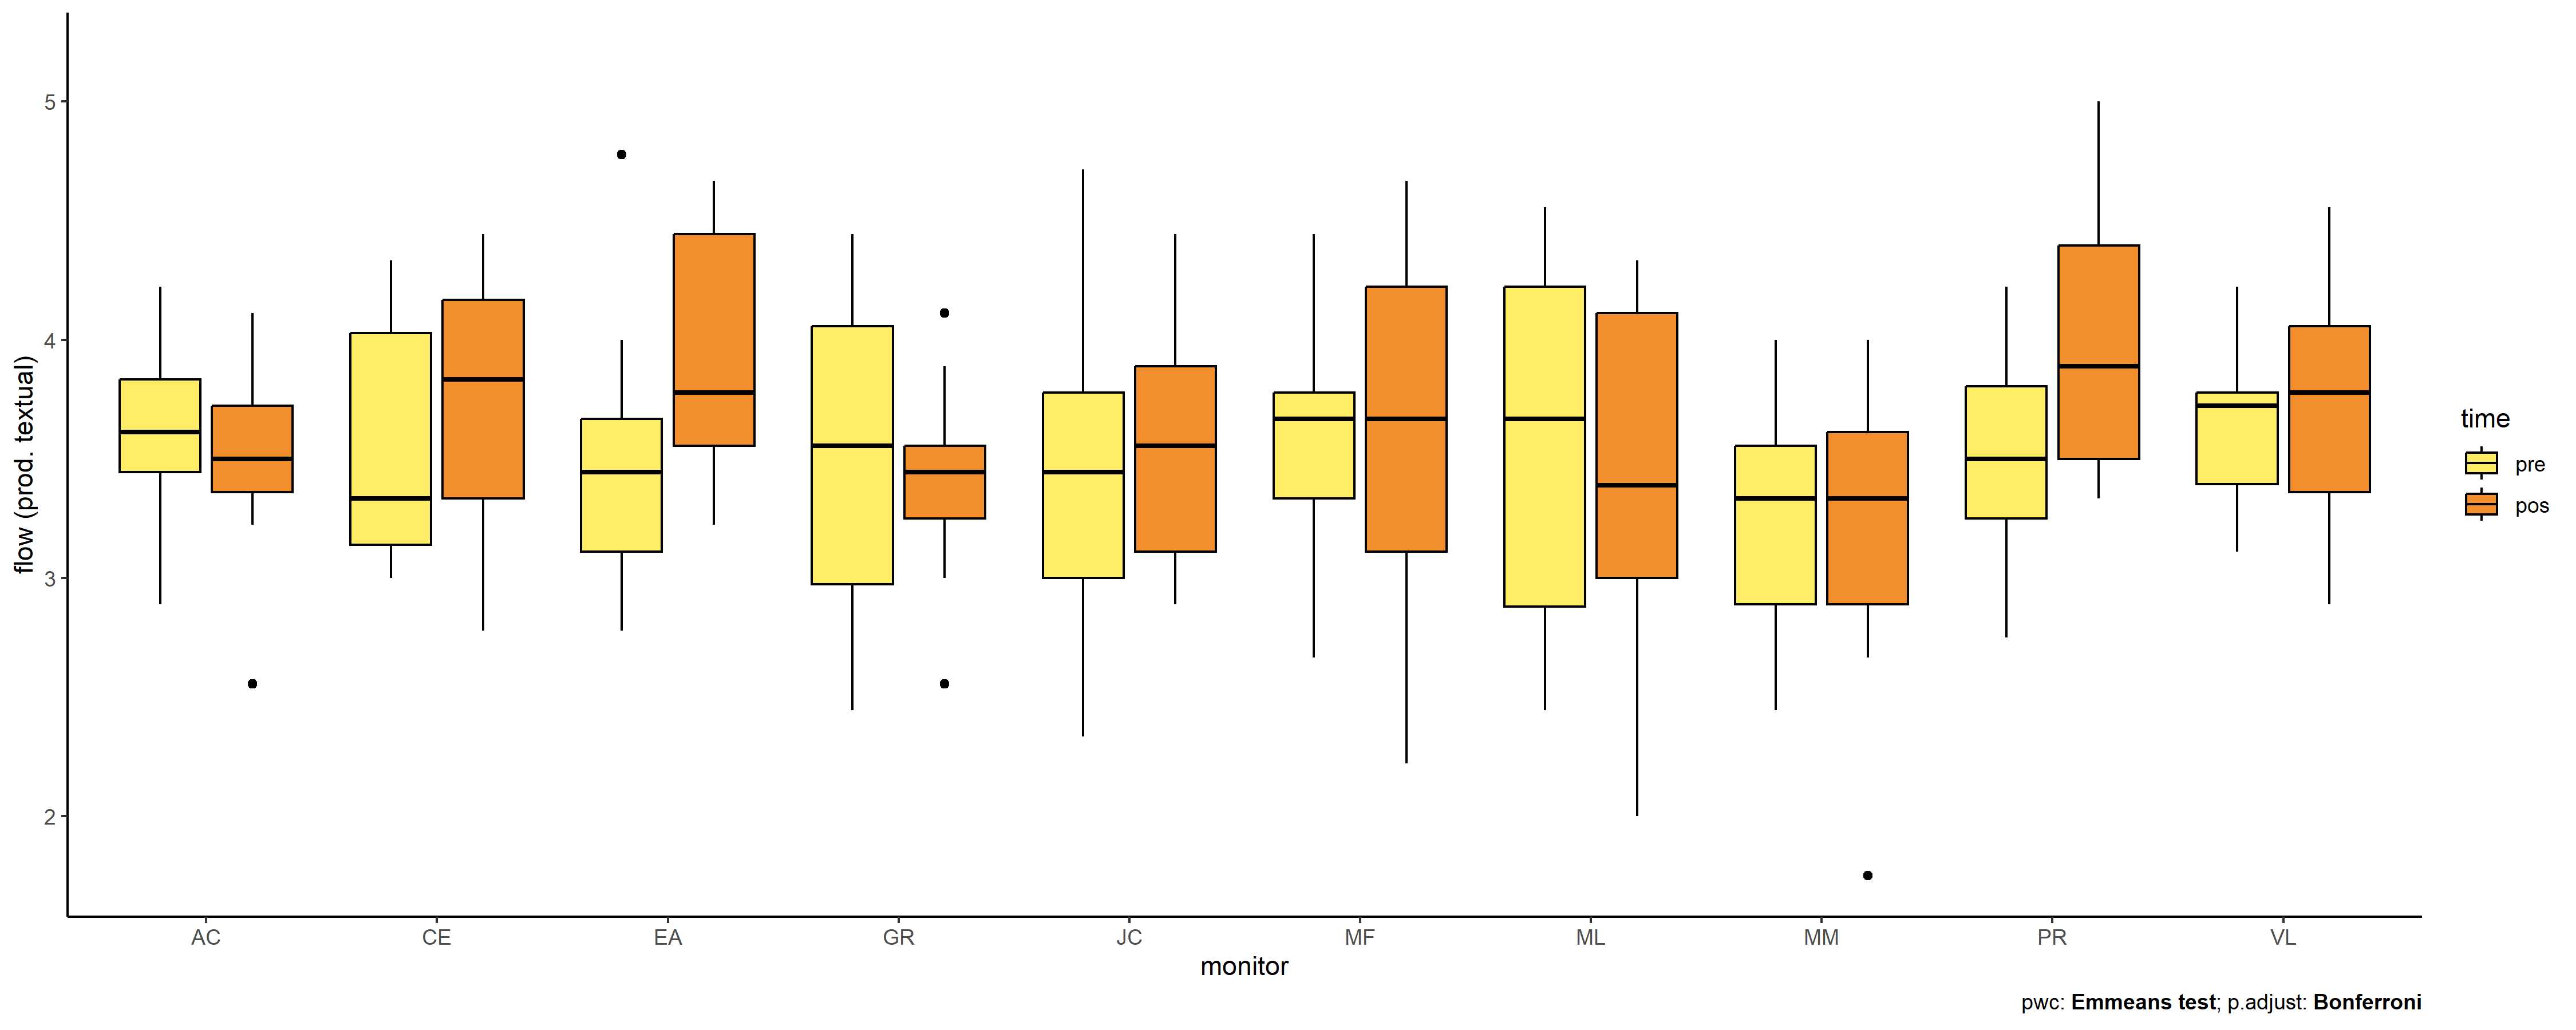 flow (prod. textual)
5
4
3
2
AC CE EA GR JC MF ML MM PR VL
monitor
time
pre
pos
pwc: Emmeans test; p.adjust: Bonferroni